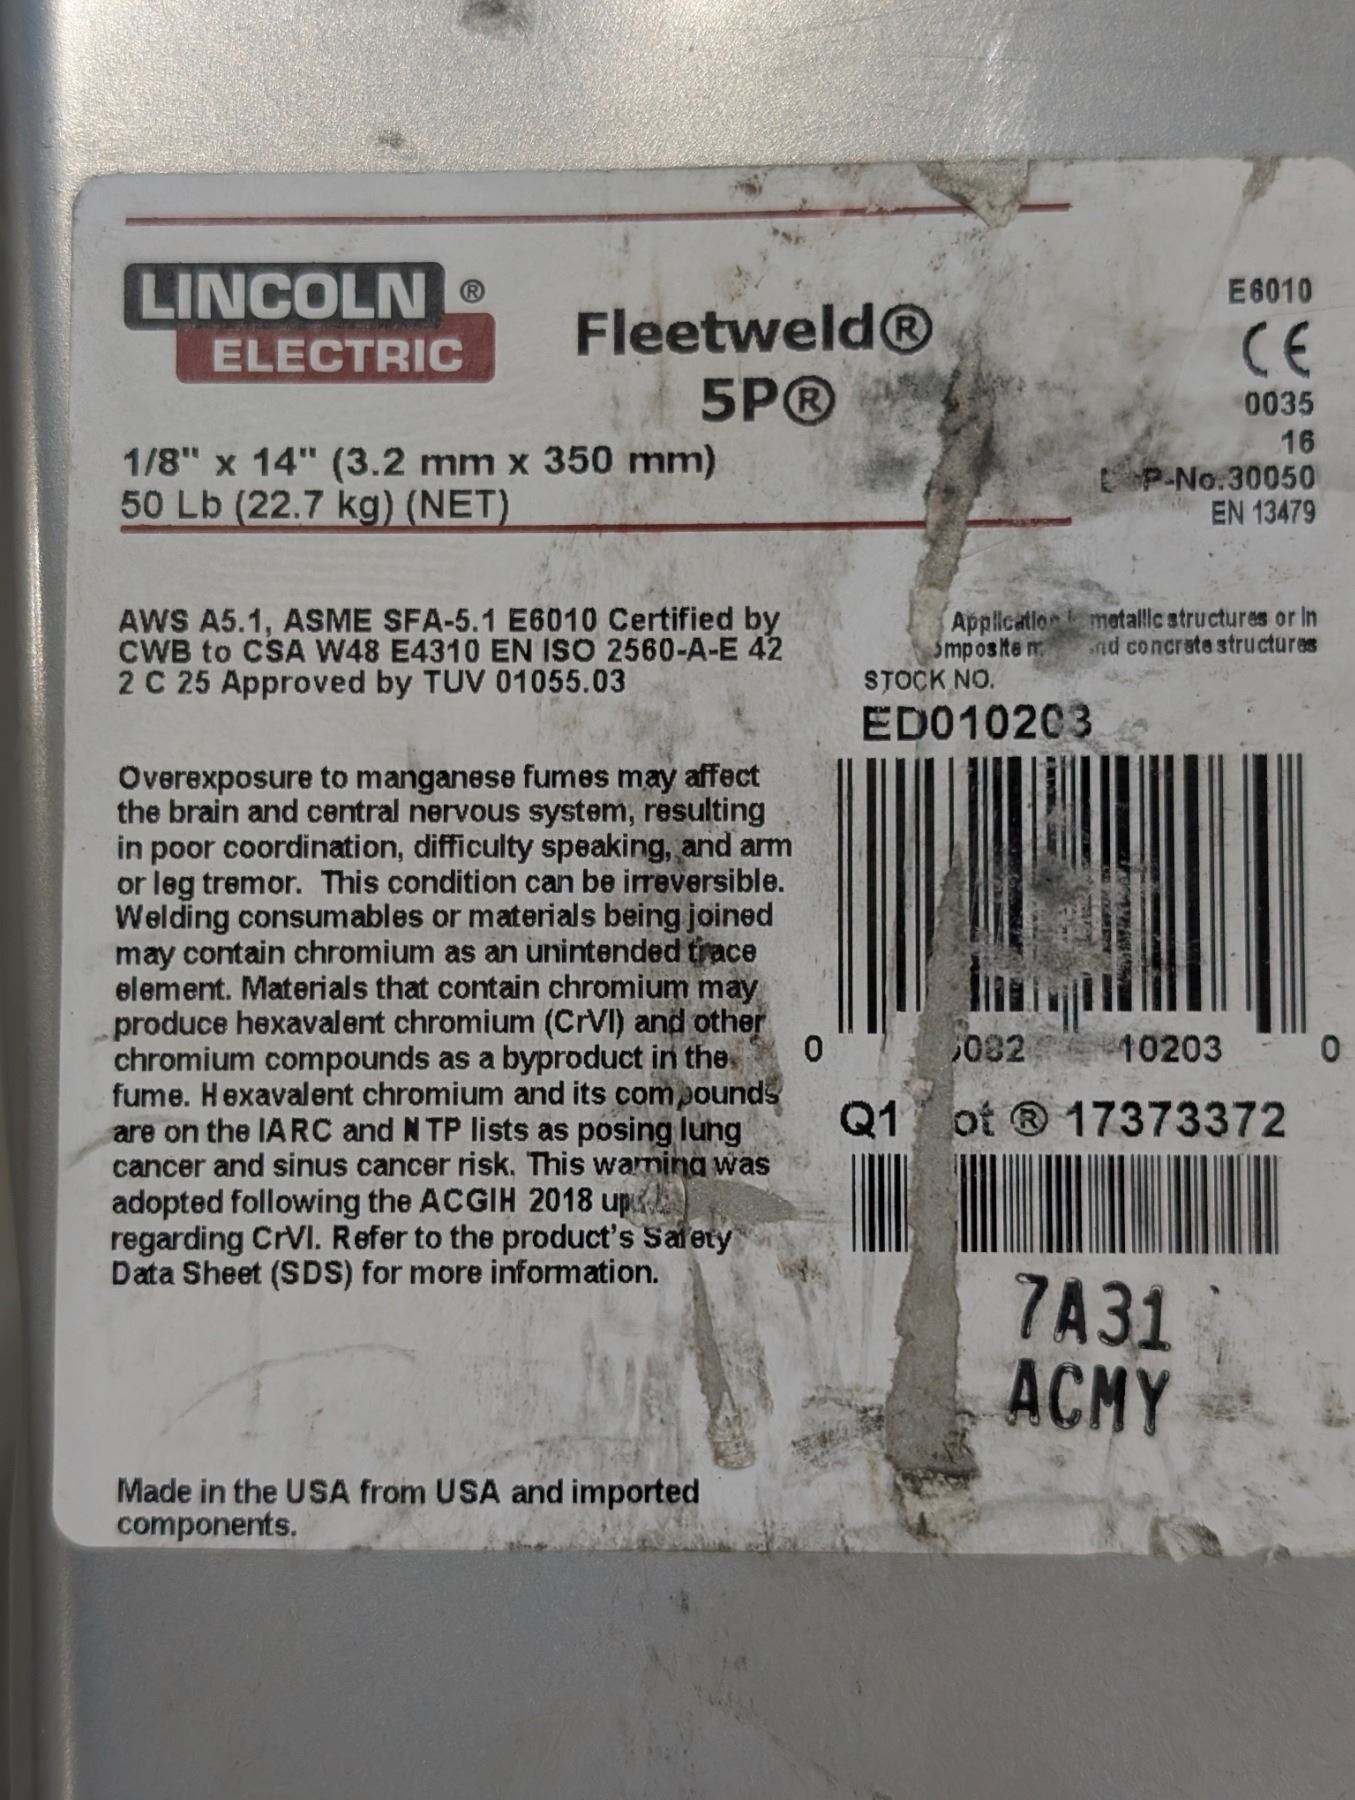 LINCOLN ®
ELECTRIC
Fleetweld®
5P®
1/8" x 14" (3.2 mm x 350 mm)
50 Lb (22.7 kg) (NET)
E6010
CE
0035
16
P-No.30050
EN 13479
AWS A5.1, ASME SFA-5.1 E6010 Certified by
CWB to CSA W48 E4310 EN ISO 2560-A-E 42
2 C 25 Approved by TUV 01055.03
metallic structures or in
concrete structures
STOCK NO.
ED010203
Overexposure to manganese fumes may affect
the brain and central nervous system, resulting
in poor coordination, difficulty speaking, and arm
or leg tremor. This condition can be irreversible.
Welding consumables or materials being joined
may contain chromium as an unintended trace
element. Materials that contain chromium may
produce hexavalent chromium (CrVI) and other
chromium compounds as a byproduct in the
fume. Hexavalent chromium and its compounds
are on the IARC and NTP lists as posing lung
cancer and sinus cancer risk. This warning was
adopted following the ACGIH 2018
regarding CrVI. Refer to the product's Safety
Data Sheet (SDS) for more information.
0 10203 0
Q1 ® 17373372
7A31
ACMY
Made in the USA from USA and imported
components.